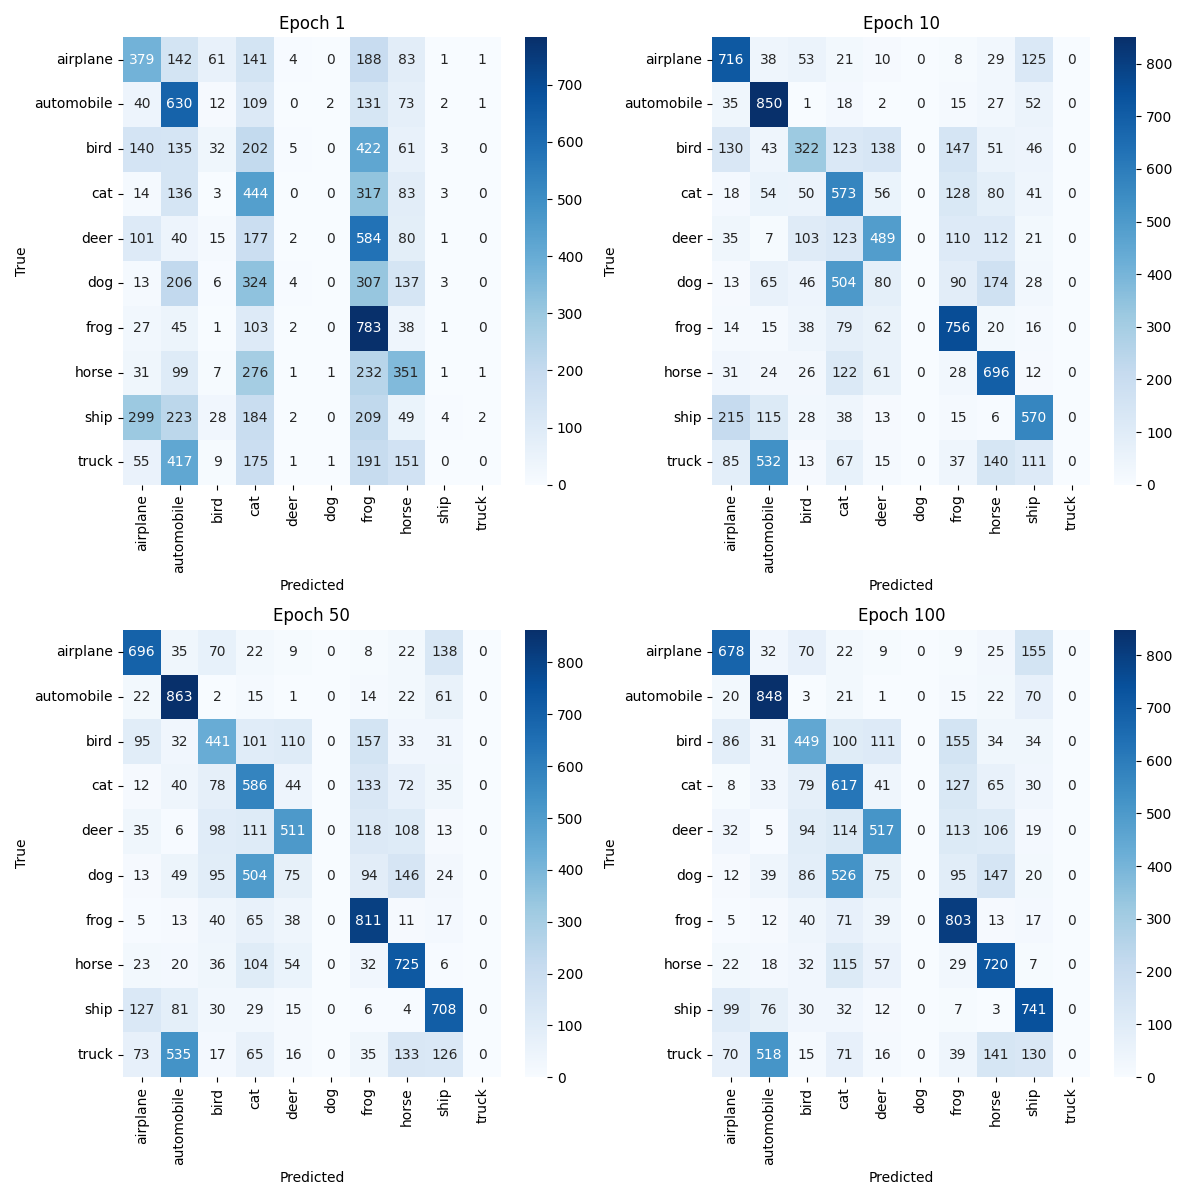 Epoch 1
airplane 379 142 61 141 4 0 188 83 1 1
automobile 40 630 12 109 0 2 131 73 2 1
bird 140 135 32 202 5 0 422 61 3 0
cat 14 136 3 444 0 0 317 83 3 0
deer 101 40 15 177 2 0 584 80 1 0
dog 13 206 6 324 4 0 307 137 3 0
frog 27 45 1 103 2 0 783 38 1 0
horse 31 99 7 276 1 1 232 351 1 1
ship 299 223 28 184 2 0 209 49 4 2
truck 55 417 9 175 1 1 191 151 0 0
True
airplane automobile bird cat deer dog frog horse ship truck
Predicted
700
600
500
400
300
200
100
0
Epoch 10
airplane 716 38 53 21 10 0 8 29 125 0
automobile 35 850 1 18 2 0 15 27 52 0
bird 130 43 322 123 138 0 147 51 46 0
cat 18 54 50 573 56 0 128 80 41 0
deer 35 7 103 123 489 0 110 112 21 0
dog 13 65 46 504 80 0 90 174 28 0
frog 14 15 38 79 62 0 756 20 16 0
horse 31 24 26 122 61 0 28 696 12 0
ship 215 115 28 38 13 0 15 6 570 0
truck 85 532 13 67 15 0 37 140 111 0
True
airplane automobile bird cat deer dog frog horse ship truck
Predicted
800
700
600
500
400
300
200
100
0
Epoch 50
airplane 696 35 70 22 9 0 8 22 138 0
automobile 22 863 2 15 1 0 14 22 61 0
bird 95 32 441 101 110 0 157 33 31 0
cat 12 40 78 586 44 0 133 72 35 0
deer 35 6 98 111 511 0 118 108 13 0
dog 13 49 95 504 75 0 94 146 24 0
frog 5 13 40 65 38 0 811 11 17 0
horse 23 20 36 104 54 0 32 725 6 0
ship 127 81 30 29 15 0 6 4 708 0
truck 73 535 17 65 16 0 35 133 126 0
True
airplane automobile bird cat deer dog frog horse ship truck
Predicted
800
700
600
500
400
300
200
100
0
Epoch 100
airplane 678 32 70 22 9 0 9 25 155 0
automobile 20 848 3 21 1 0 15 22 70 0
bird 86 31 449 100 111 0 155 34 34 0
cat 8 33 79 617 41 0 127 65 30 0
deer 32 5 94 114 517 0 113 106 19 0
dog 12 39 86 526 75 0 95 147 20 0
frog 5 12 40 71 39 0 803 13 17 0
horse 22 18 32 115 57 0 29 720 7 0
ship 99 76 30 32 12 0 7 3 741 0
truck 70 518 15 71 16 0 39 141 130 0
True
airplane automobile bird cat deer dog frog horse ship truck
Predicted
800
700
600
500
400
300
200
100
0